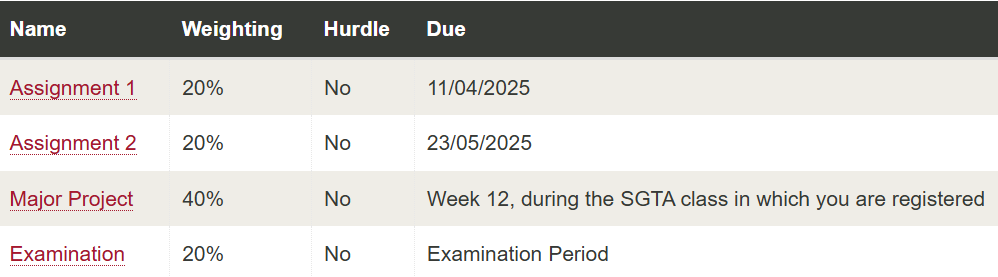 Name Weighting Hurdle Due
Assignment 1 20% No 11/04/2025
Assignment 2 20% No 23/05/2025
Major Project 40% No Week 12, during the SGTA class in which you are registered
Examination 20% No Examination Period